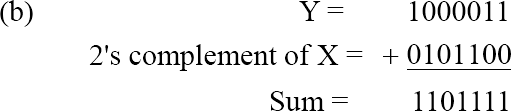 (b) Y = 1000011
2's complement of X = + 0101100
Sum = 1101111